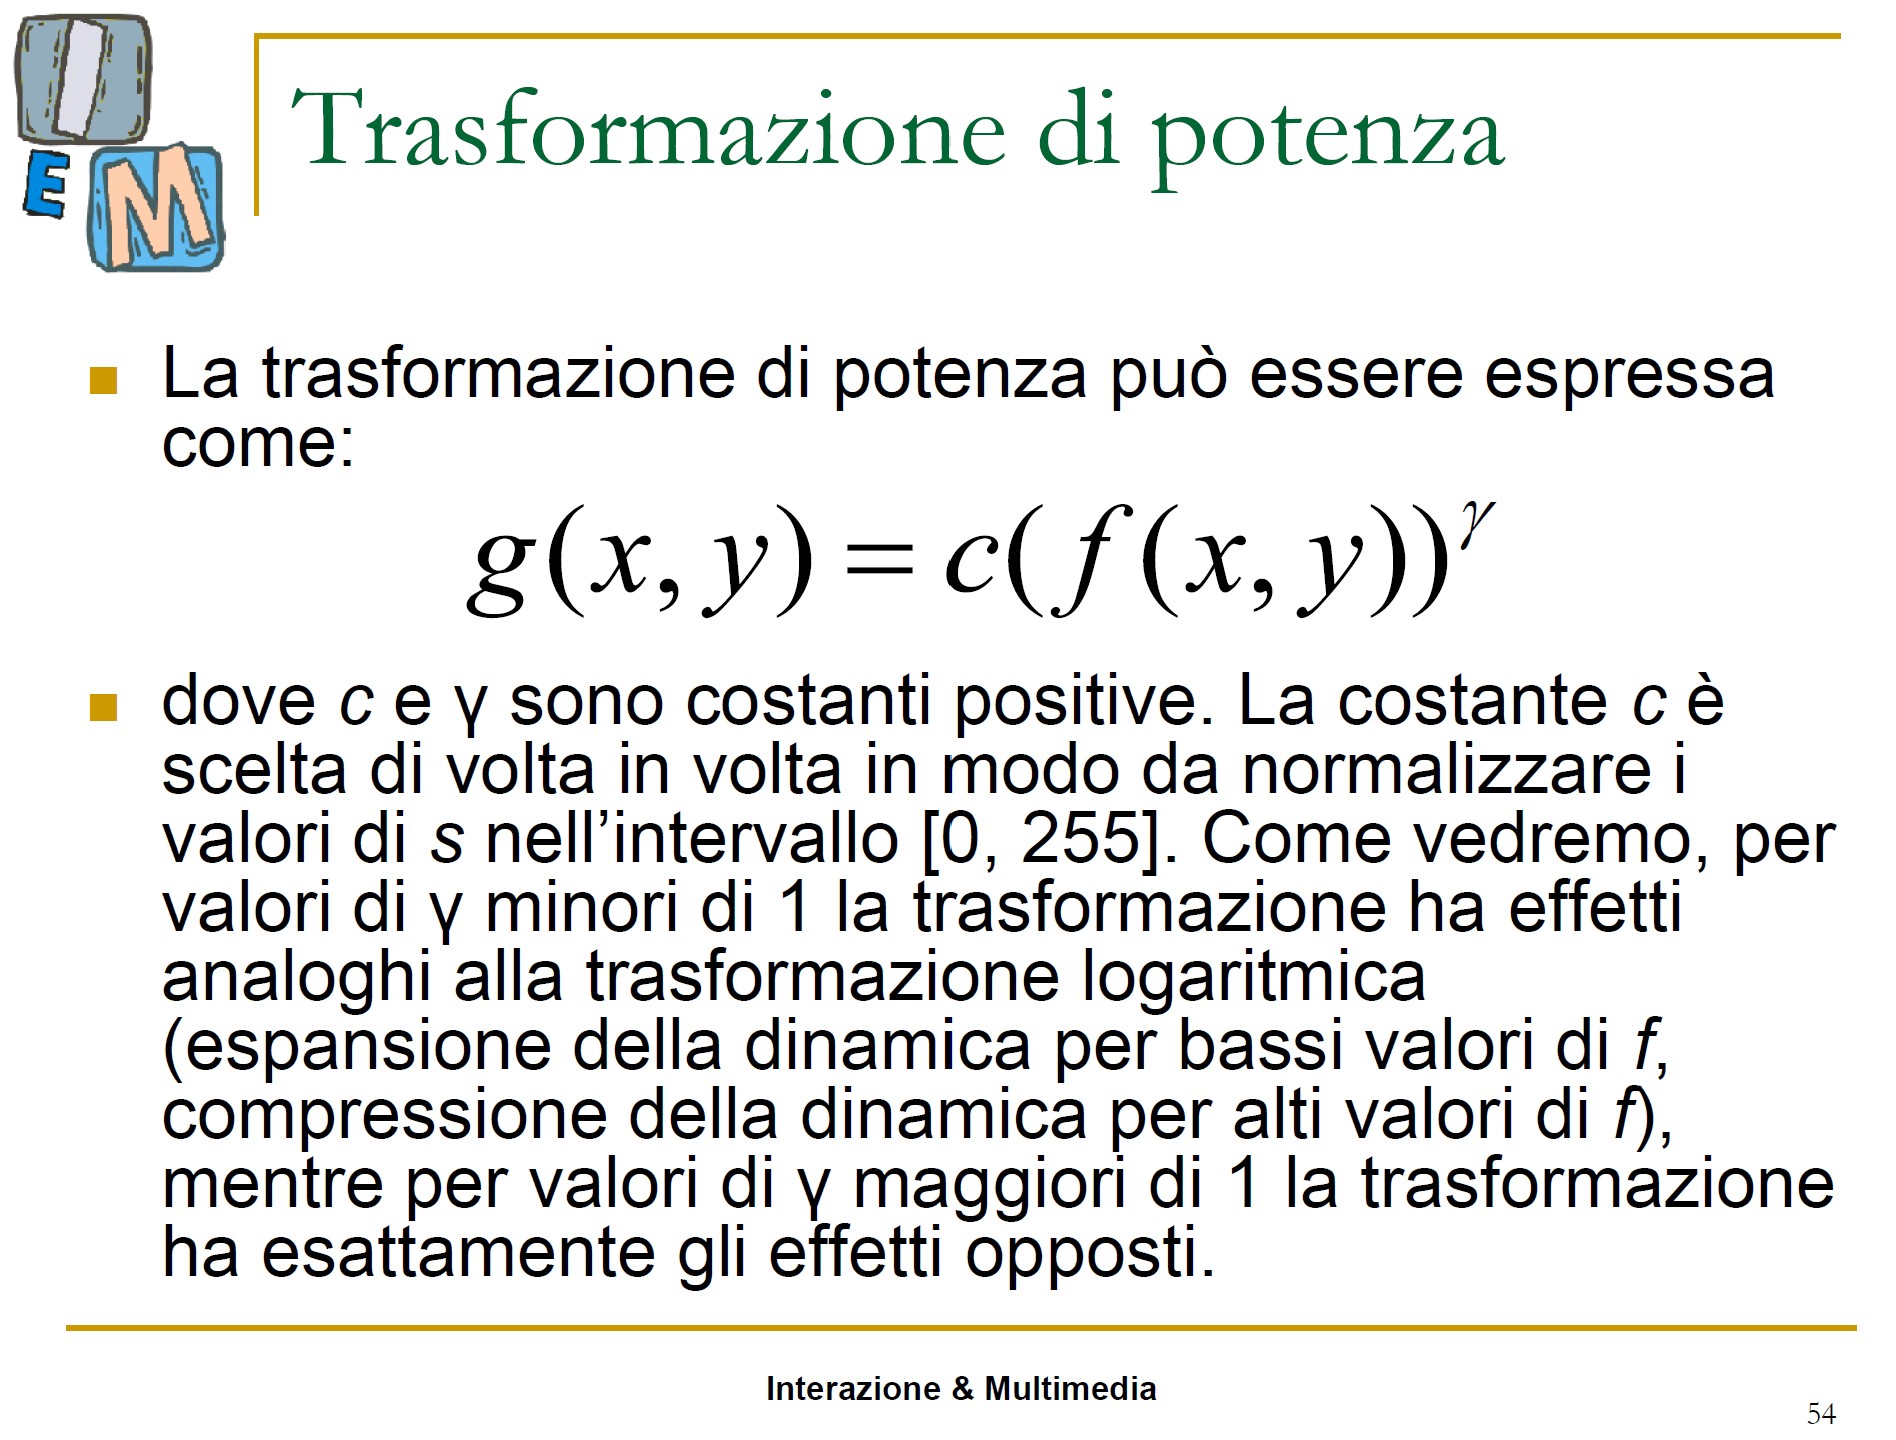 I
E
M
Trasformazione di potenza
La trasformazione di potenza può essere espressa
come:
g(x, y) = c( f (x, y))^γ
dove c e γ sono costanti positive. La costante c è
scelta di volta in volta in modo da normalizzare i
valori di s nell’intervallo [0, 255]. Come vedremo, per
valori di γ minori di 1 la trasformazione ha effetti
analoghi alla trasformazione logaritmica
(espansione della dinamica per bassi valori di f,
compressione della dinamica per alti valori di f),
mentre per valori di γ maggiori di 1 la trasformazione
ha esattamente gli effetti opposti.
Interazione & Multimedia
54